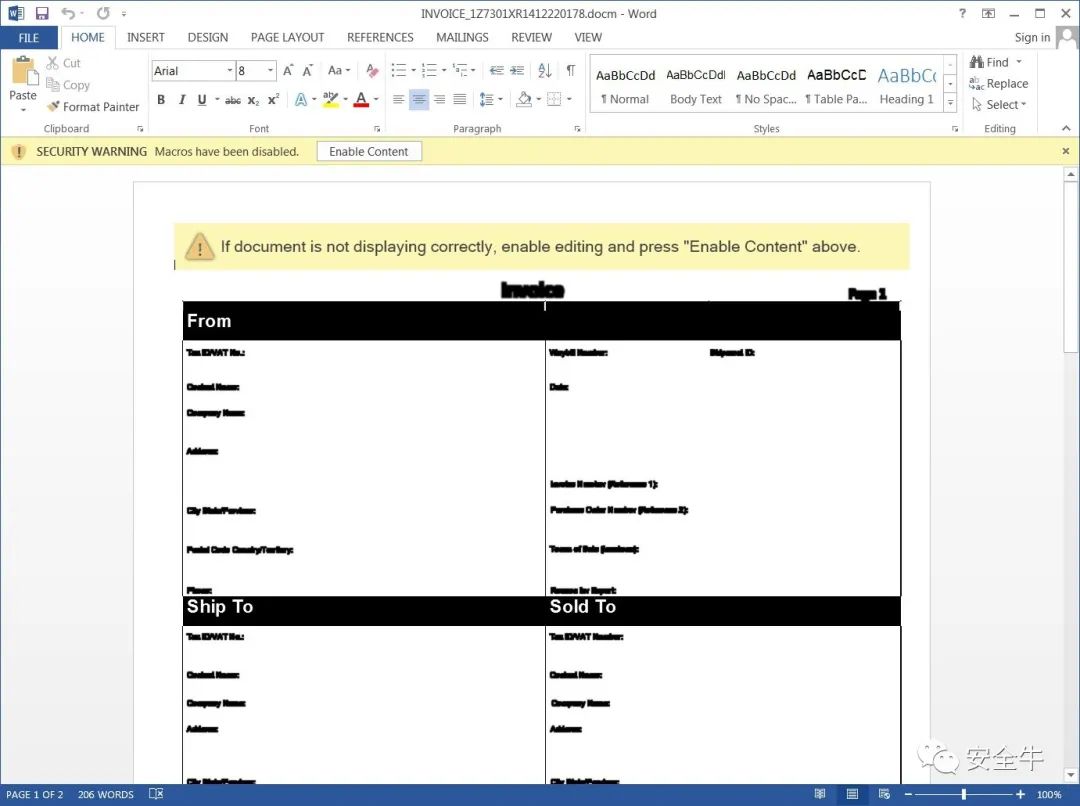 INVOICE_1Z7301XR1412220178.docm - Word
FILE HOME INSERT DESIGN PAGE LAYOUT REFERENCES MAILINGS REVIEW VIEW Sign in
Paste
Cut
Copy
Format Painter
Clipboard
Arial 8
Font
Paragraph
AaBbCcDd AaBbCcDdI AaBbCcDd AaBbCcC AaBbC
¶ Normal Body Text ¶ No Spac... ¶ Table Pa... Heading 1
Styles
Find
Replace
Select
Editing
SECURITY WARNING Macros have been disabled. Enable Content
If document is not displaying correctly, enable editing and press "Enable Content" above.
Invoice Page 1
From
Tax ID/VAT No.: Waybill Number: Shipment ID:
Contact Name: Date:
Company Name:
Address:
Invoice Number (Reference 1):
City State/Province: Purchase Order Number (Reference 2):
Postal Code Country/Territory: Terms of Sale (Incoterm):
Phone: Reason for Export:
Ship To Sold To
Tax ID/VAT No.: Tax ID/VAT Number:
Contact Name: Contact Name:
Company Name: Company Name:
Address: Address:
City State/Province: City State/Province:
安全牛
PAGE 1 OF 2 206 WORDS 100%